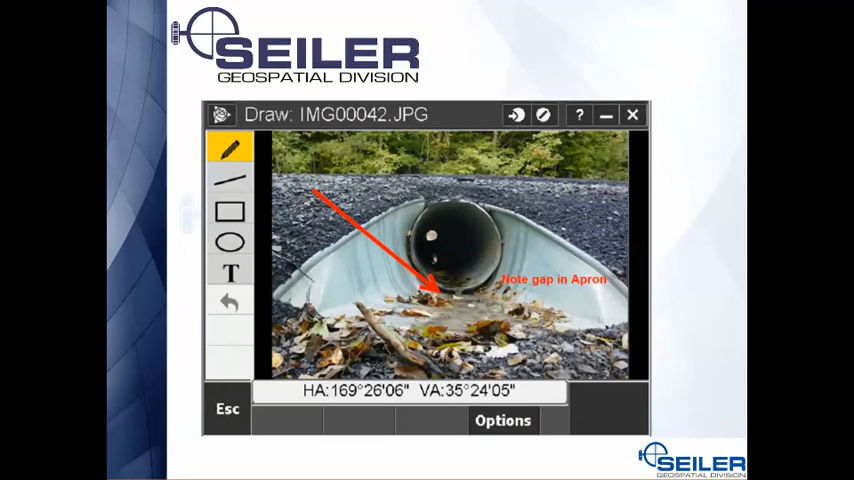 SEILER
GEOSPATIAL DIVISION
Draw: IMG00042.JPG
?
T
Note gap in Apron
HA:169°26'06" VA:35°24'05"
Esc
Options
SEILER
GEOSPATIAL DIVISION